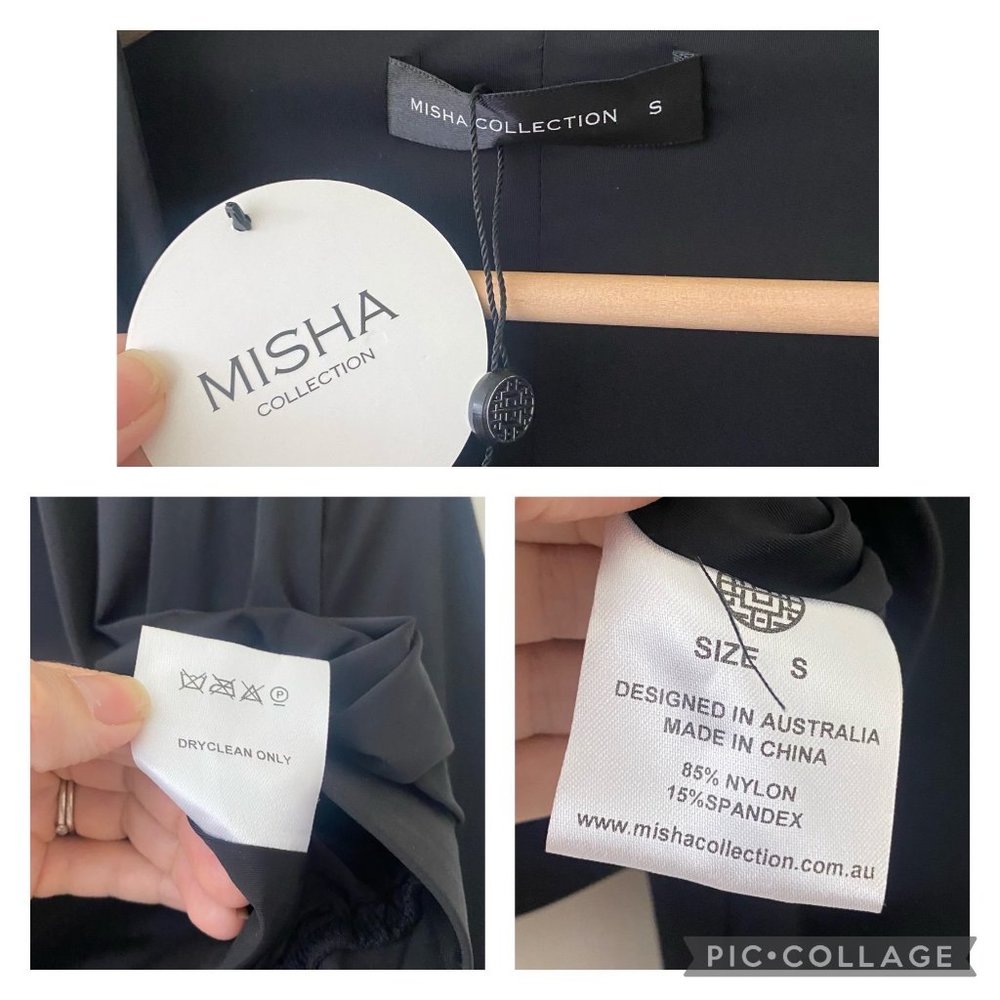 MISHA COLLECTION S
MISHA
COLLECTION
P
DRYCLEAN ONLY
SIZE S
DESIGNED IN AUSTRALIA
MADE IN CHINA
85% NYLON
15%SPANDEX
www.mishacollection.com.au
PIC•COLLAGE